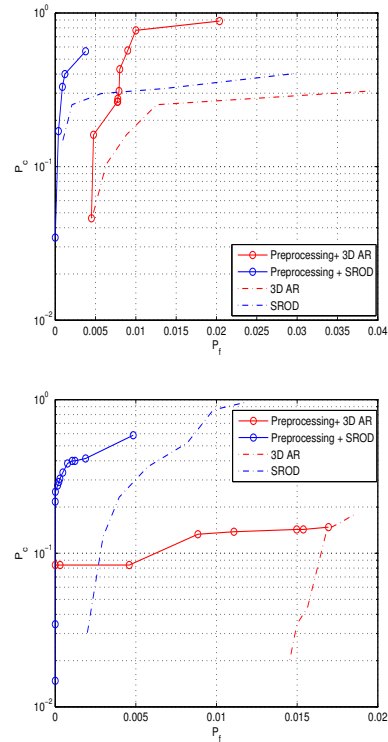 10^0
10^-1
10^-2
P_c
0 0.005 0.01 0.015 0.02 0.025 0.03 0.035 0.04
P_f
Preprocessing+ 3D AR
Preprocessing + SROD
3D AR
SROD
10^0
10^-1
10^-2
P_c
0 0.005 0.01 0.015 0.02
P_f
Preprocessing+ 3D AR
Preprocessing + SROD
3D AR
SROD